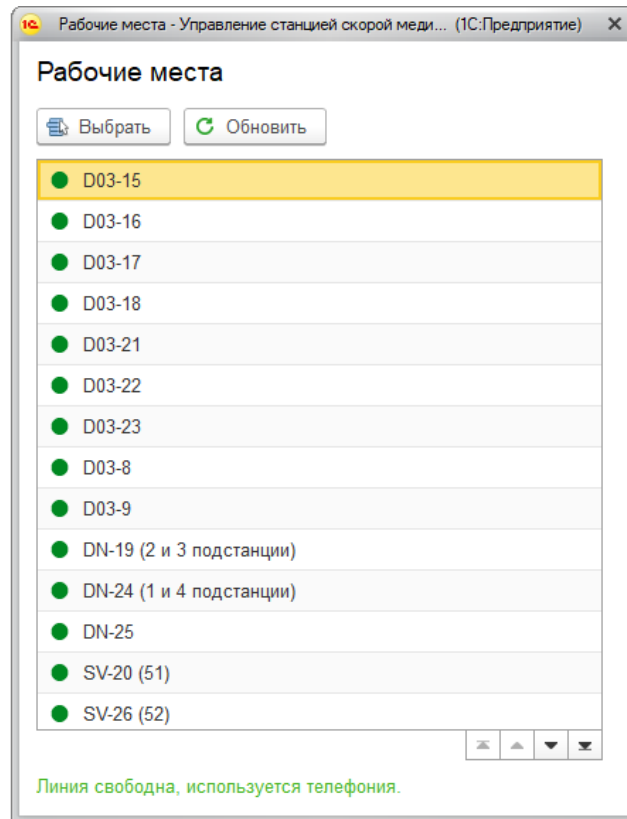 1С Рабочие места - Управление станцией скорой меди... (1С:Предприятие)
Рабочие места
Выбрать Обновить
D03-15
D03-16
D03-17
D03-18
D03-21
D03-22
D03-23
D03-8
D03-9
DN-19 (2 и 3 подстанции)
DN-24 (1 и 4 подстанции)
DN-25
SV-20 (51)
SV-26 (52)
Линия свободна, используется телефония.